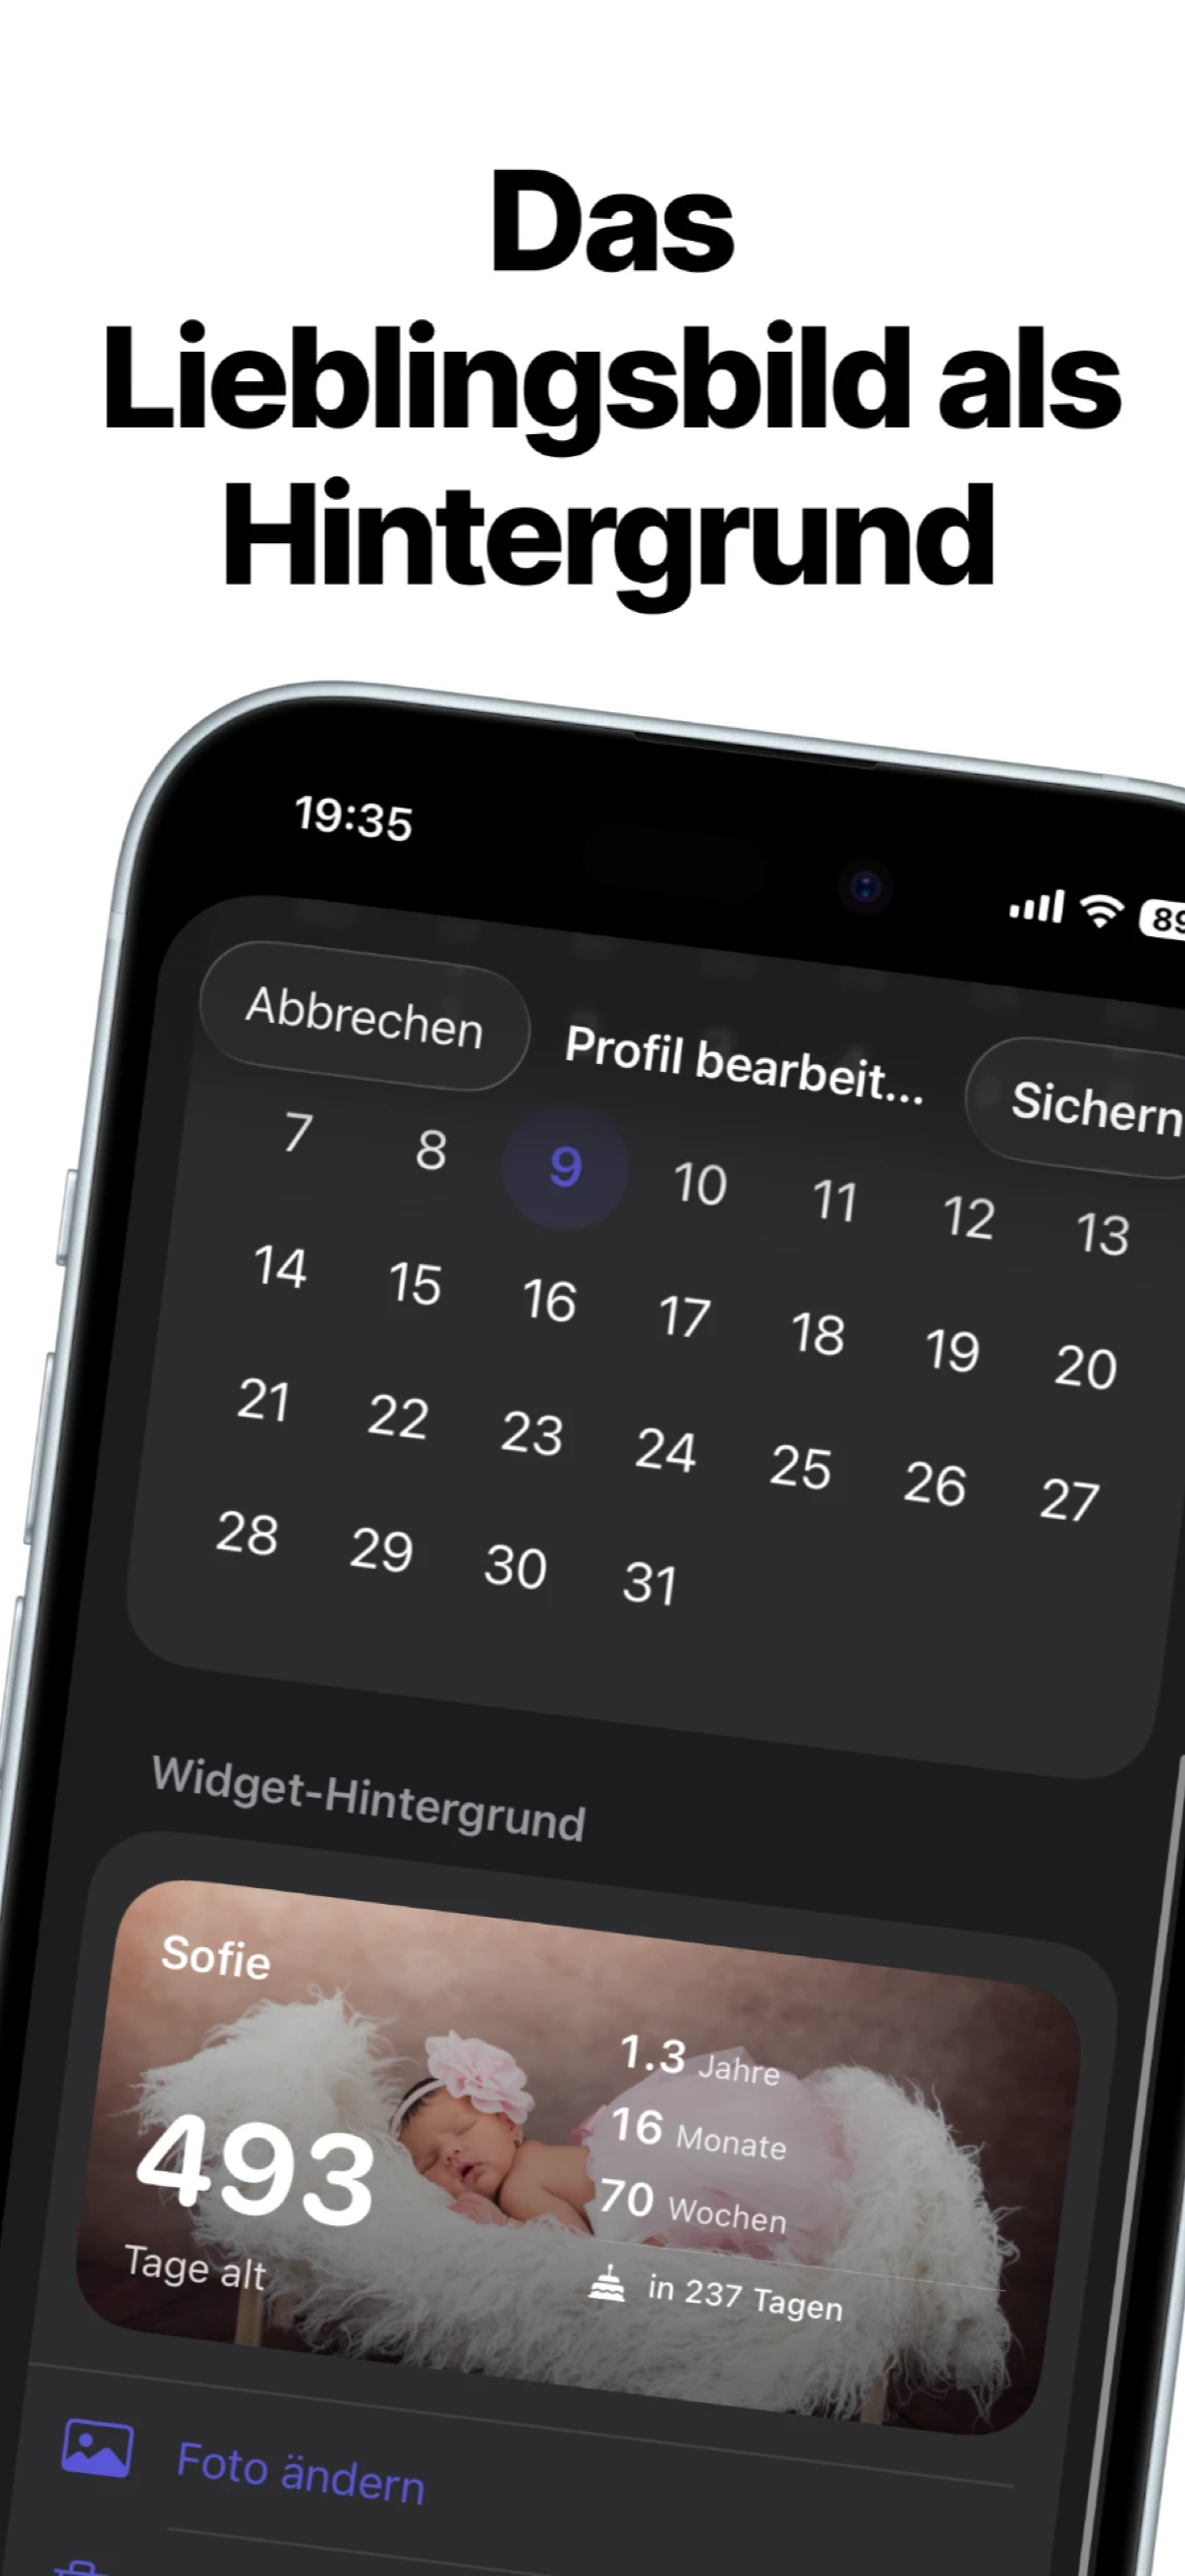 Das
Lieblingsbild als
Hintergrund
19:35
Abbrechen
Profil bearbeit...
Sichern
7 8 9 10 11 12 13
14 15 16 17 18 19 20
21 22 23 24 25 26 27
28 29 30 31
Widget-Hintergrund
Sofie
1.3 Jahre
16 Monate
70 Wochen
493
Tage alt
in 237 Tagen
Foto ändern